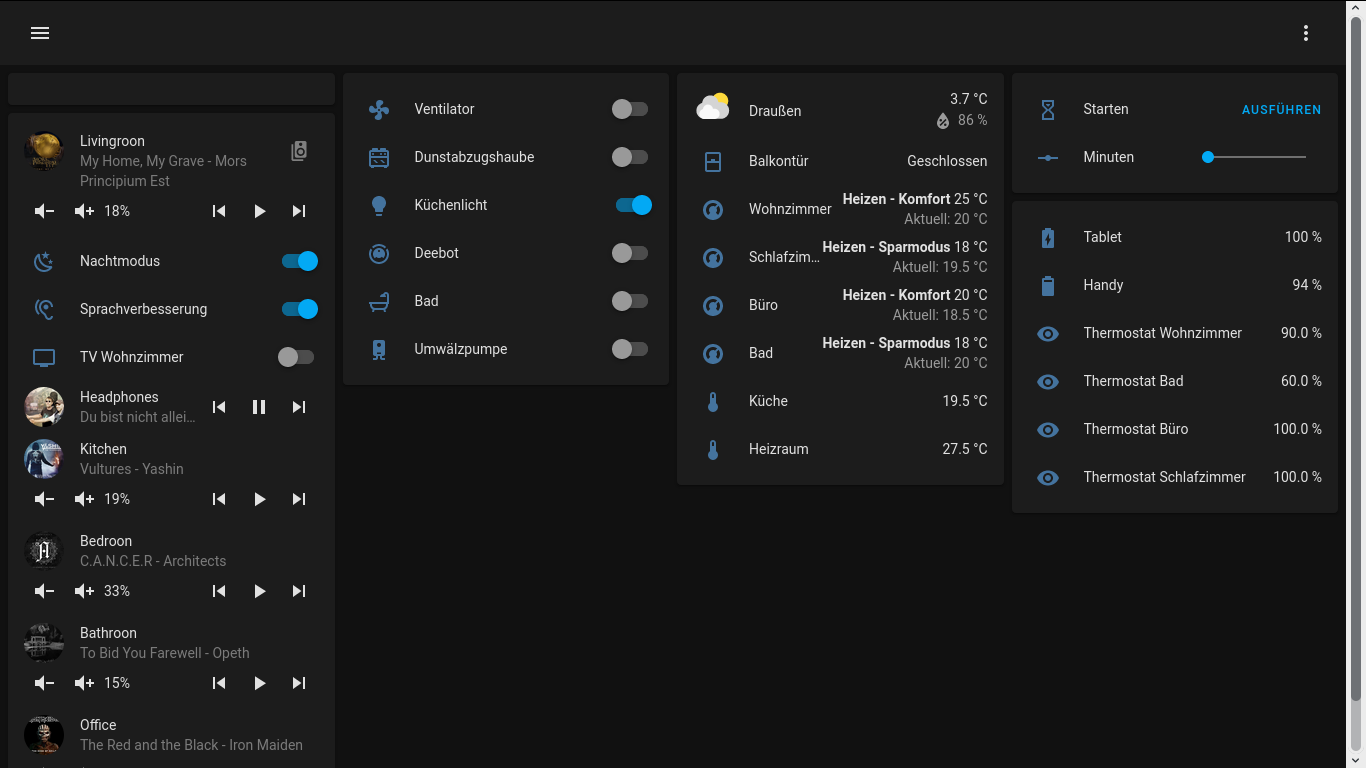 Livingroon
My Home, My Grave - Mors
Principium Est
18%
Nachtmodus
Sprachverbesserung
TV Wohnzimmer
Headphones
Du bist nicht allei...
Kitchen
Vultures - Yashin
19%
Bedroon
C.A.N.C.E.R - Architects
33%
Bathroon
To Bid You Farewell - Opeth
15%
Office
The Red and the Black - Iron Maiden
Ventilator
Dunstabzugshaube
Küchenlicht
Deebot
Bad
Umwälzpumpe
Draußen 3.7 °C
86 %
Balkontür Geschlossen
Wohnzimmer Heizen - Komfort 25 °C
Aktuell: 20 °C
Schlafzim... Heizen - Sparmodus 18 °C
Aktuell: 19.5 °C
Büro Heizen - Komfort 20 °C
Aktuell: 18.5 °C
Bad Heizen - Sparmodus 18 °C
Aktuell: 20 °C
Küche 19.5 °C
Heizraum 27.5 °C
Starten AUSFÜHREN
Minuten
Tablet 100 %
Handy 94 %
Thermostat Wohnzimmer 90.0 %
Thermostat Bad 60.0 %
Thermostat Büro 100.0 %
Thermostat Schlafzimmer 100.0 %